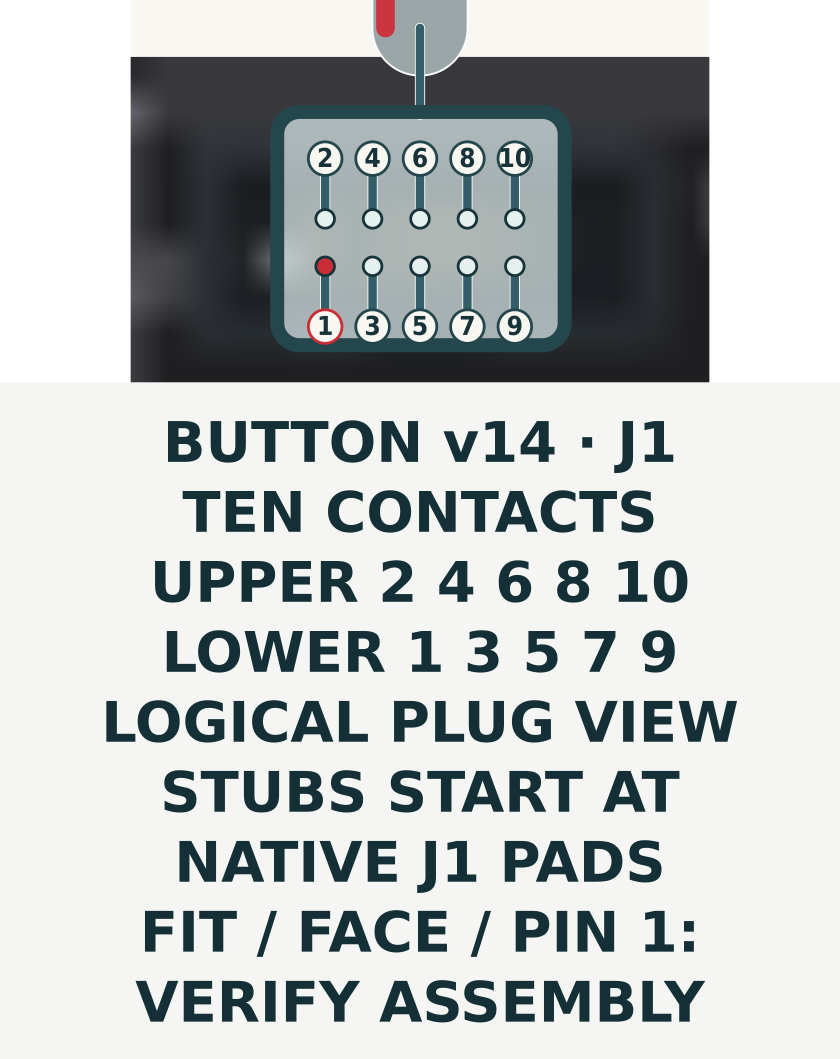 2 4 6 8 10
1 3 5 7 9
BUTTON v14 · J1
TEN CONTACTS
UPPER 2 4 6 8 10
LOWER 1 3 5 7 9
LOGICAL PLUG VIEW
STUBS START AT
NATIVE J1 PADS
FIT / FACE / PIN 1:
VERIFY ASSEMBLY